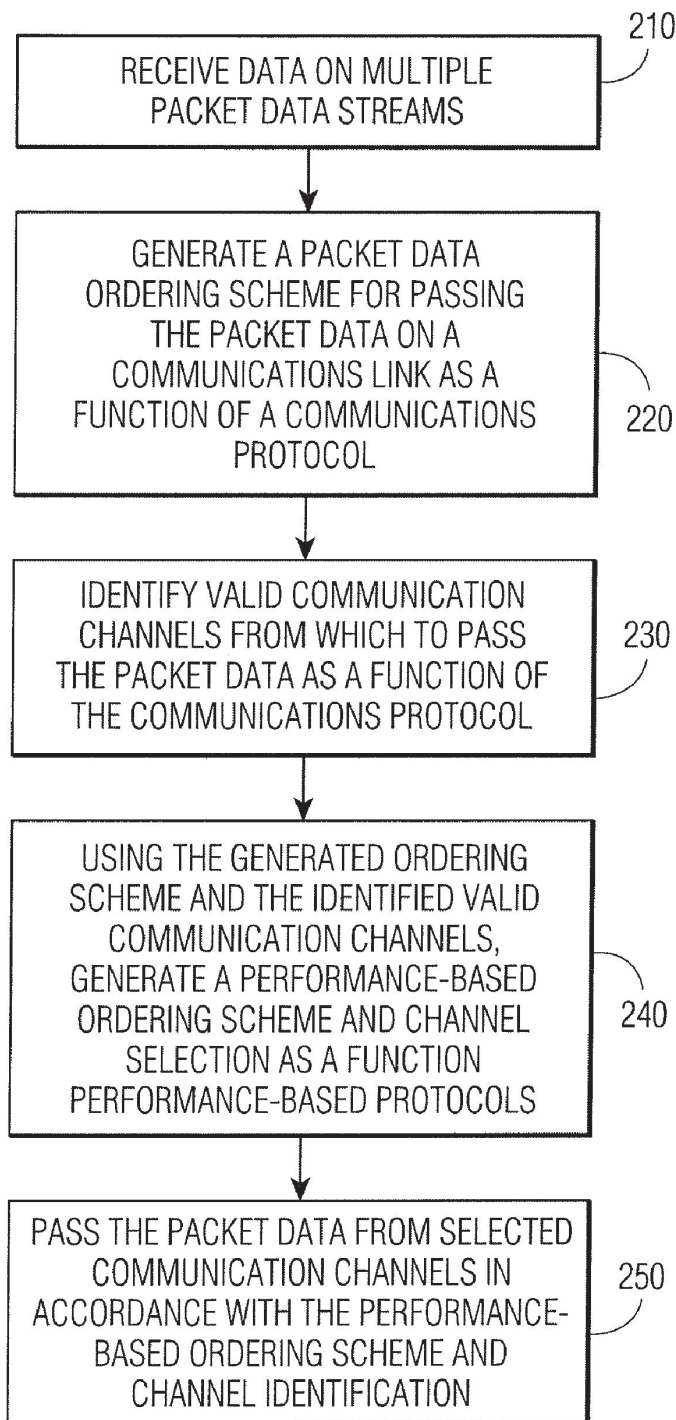 210
RECEIVE DATA ON MULTIPLE
PACKET DATA STREAMS
GENERATE A PACKET DATA
ORDERING SCHEME FOR PASSING
THE PACKET DATA ON A
COMMUNICATIONS LINK AS A
FUNCTION OF A COMMUNICATIONS
PROTOCOL
220
IDENTIFY VALID COMMUNICATION
CHANNELS FROM WHICH TO PASS
THE PACKET DATA AS A FUNCTION OF
THE COMMUNICATIONS PROTOCOL
230
USING THE GENERATED ORDERING
SCHEME AND THE IDENTIFIED VALID
COMMUNICATION CHANNELS,
GENERATE A PERFORMANCE-BASED
ORDERING SCHEME AND CHANNEL
SELECTION AS A FUNCTION
PERFORMANCE-BASED PROTOCOLS
240
PASS THE PACKET DATA FROM SELECTED
COMMUNICATION CHANNELS IN
ACCORDANCE WITH THE PERFORMANCE-
BASED ORDERING SCHEME AND
CHANNEL IDENTIFICATION
250